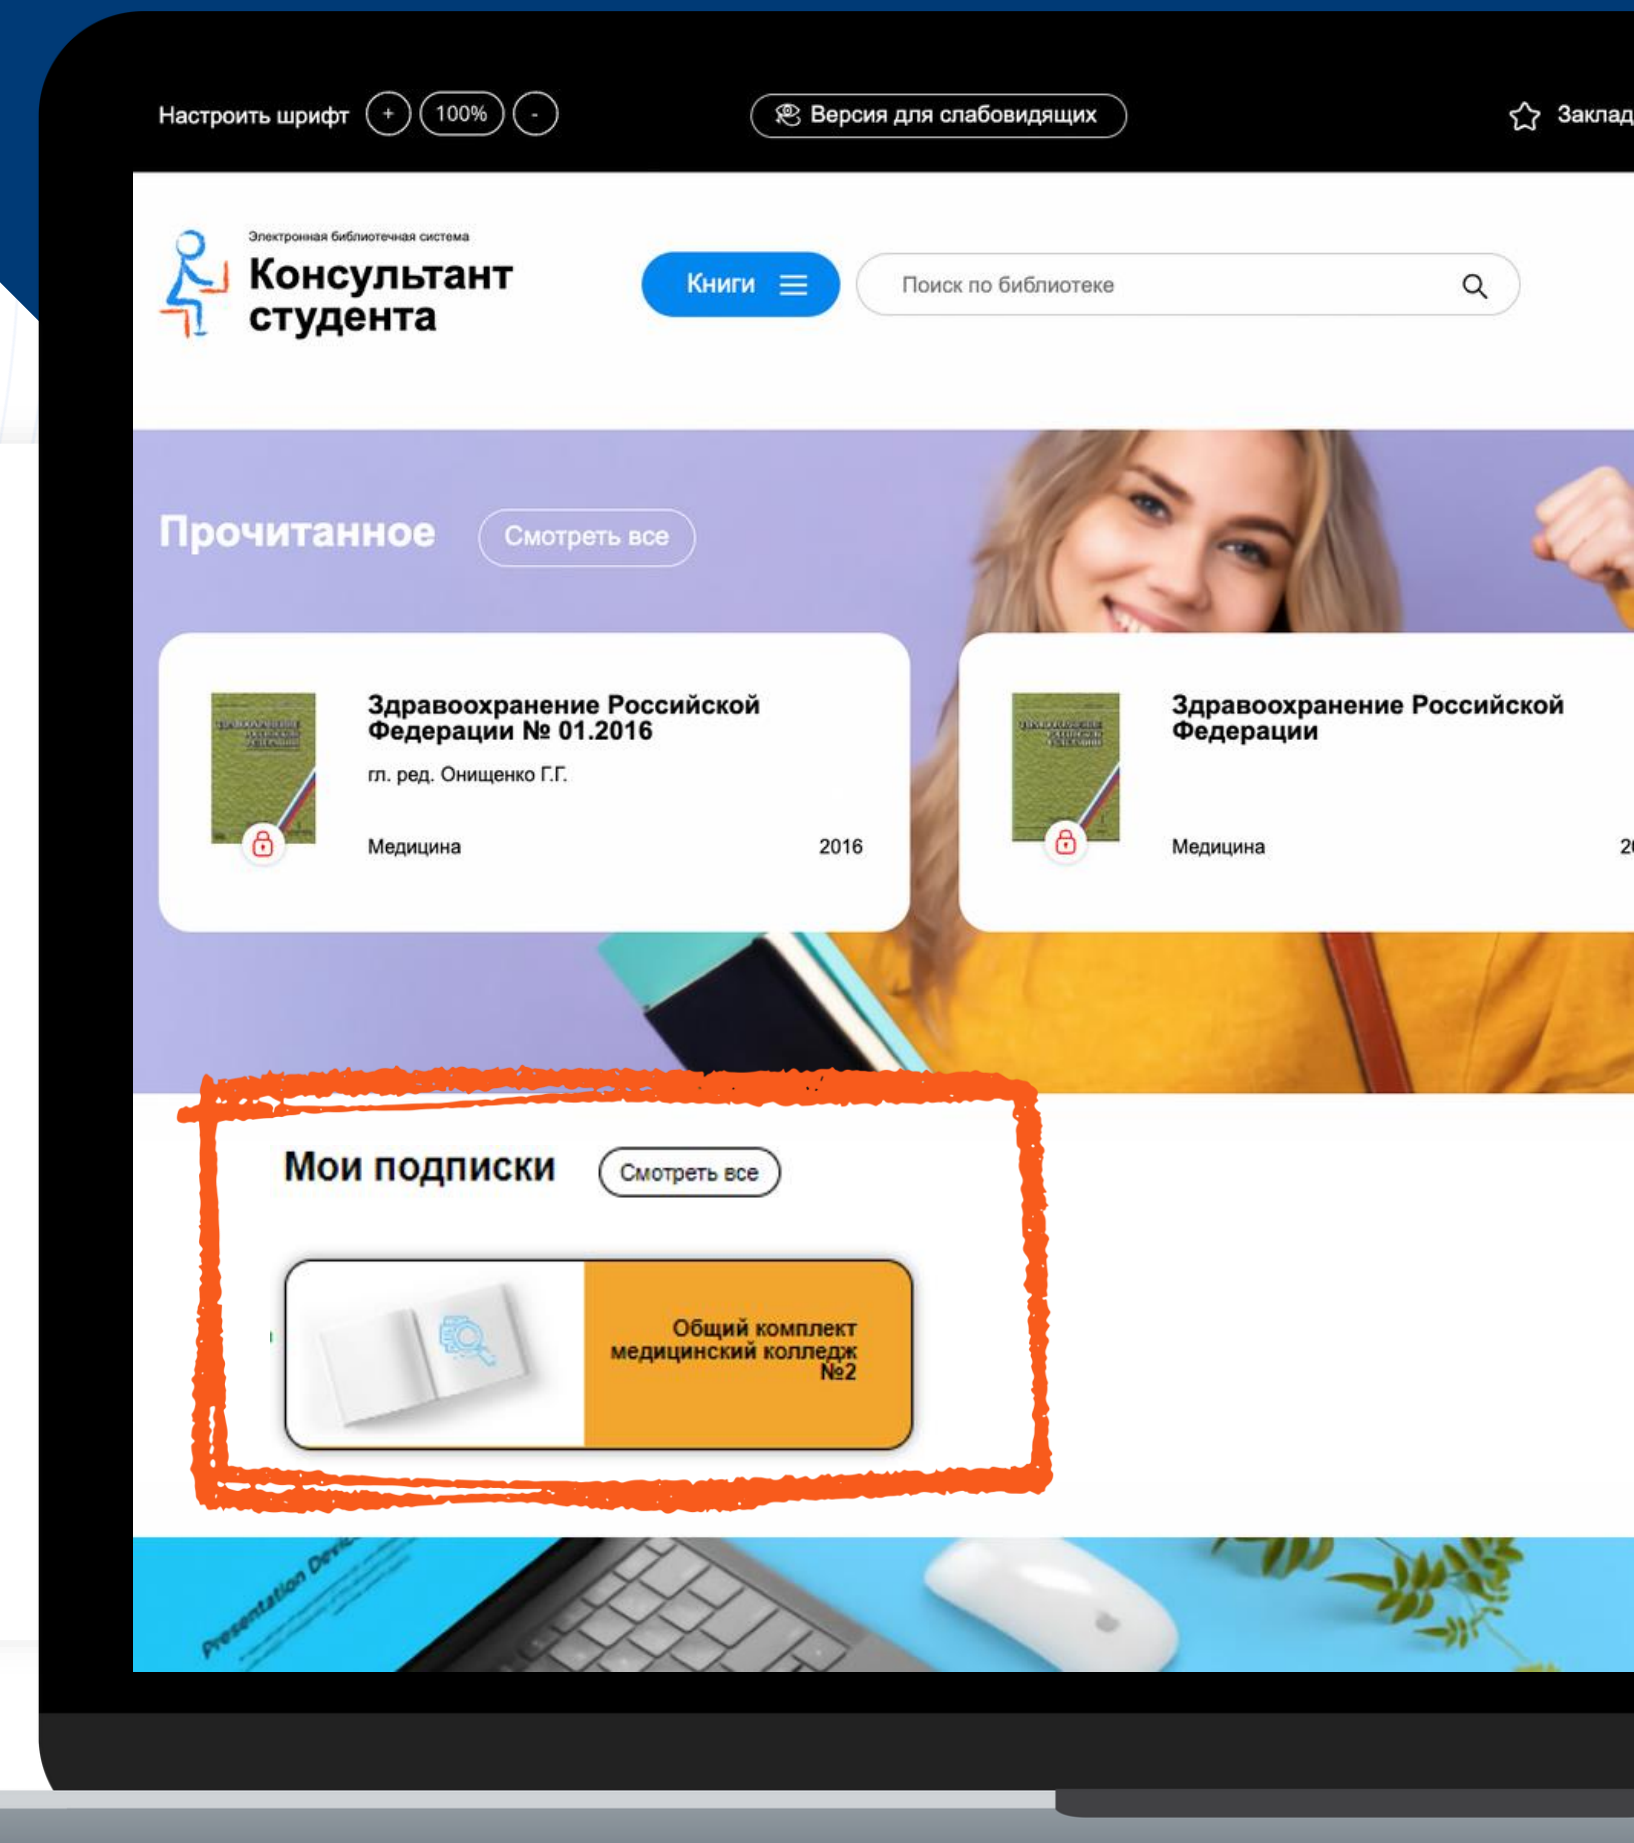 Настроить шрифт + 100% -
Версия для слабовидящих
Заклад
Электронная библиотечная система
Консультант
студента
Книги
Поиск по библиотеке
Прочитанное
Смотреть все
Здравоохранение Российской
Федерации № 01.2016
гл. ред. Онищенко Г.Г.
Медицина
2016
Здравоохранение Российской
Федерации
Медицина
Мои подписки
Смотреть все
Общий комплект
медицинский колледж
№2
Presentation